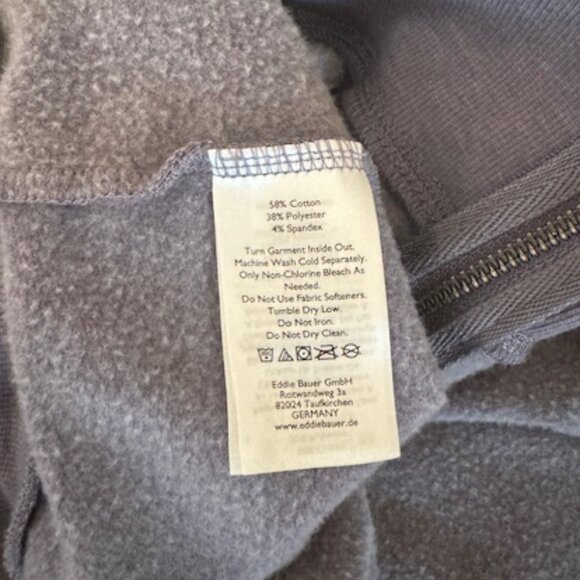 58% Cotton
38% Polyester
4% Spandex
Turn Garment Inside Out.
Machine Wash Cold Separately.
Only Non-Chlorine Bleach As
Needed.
Do Not Use Fabric Softeners.
Tumble Dry Low.
Do Not Iron.
Do Not Dry Clean.
Eddie Bauer GmbH
Rotwandweg 3a
82024 Taufkirchen
GERMANY
www.eddiebauer.de